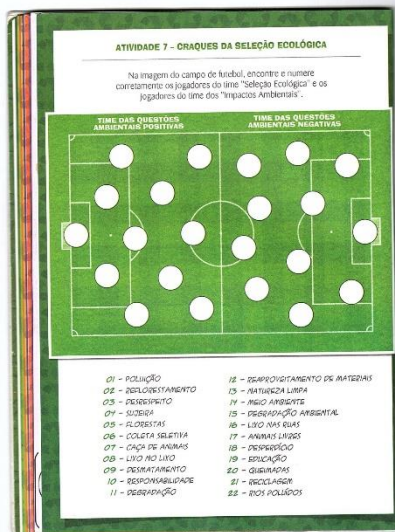 ATIVIDADE 7 - CRAQUES DA SELEÇÃO ECOLÓGICA
Na imagem do campo de futebol, encontre e numere
corretamente os jogadores do time "Seleção Ecológica" e os
jogadores do time dos "Impactos Ambientais".
TIME DAS QUESTÕES
AMBIENTAIS POSITIVAS
TIME DAS QUESTÕES
AMBIENTAIS NEGATIVAS
01 - POLUIÇÃO
02 - REFLORESTAMENTO
03 - DESRESPEITO
04 - SUJEIRA
05 - FLORESTAS
06 - COLETA SELETIVA
07 - CAÇA DE ANIMAIS
08 - LIXO NO LIXO
09 - DESMATAMENTO
10 - RESPONSABILIDADE
11 - DEGRADAÇÃO
12 - REAPROVEITAMENTO DE MATERIAIS
13 - NATUREZA LIMPA
14 - MEIO AMBIENTE
15 - DEGRADAÇÃO AMBIENTAL
16 - LIXO NAS RUAS
17 - ANIMAIS LIVRES
18 - DESPERDÍCIO
19 - EDUCAÇÃO
20 - QUEIMADAS
21 - RECICLAGEM
22 - RIOS POLUÍDOS